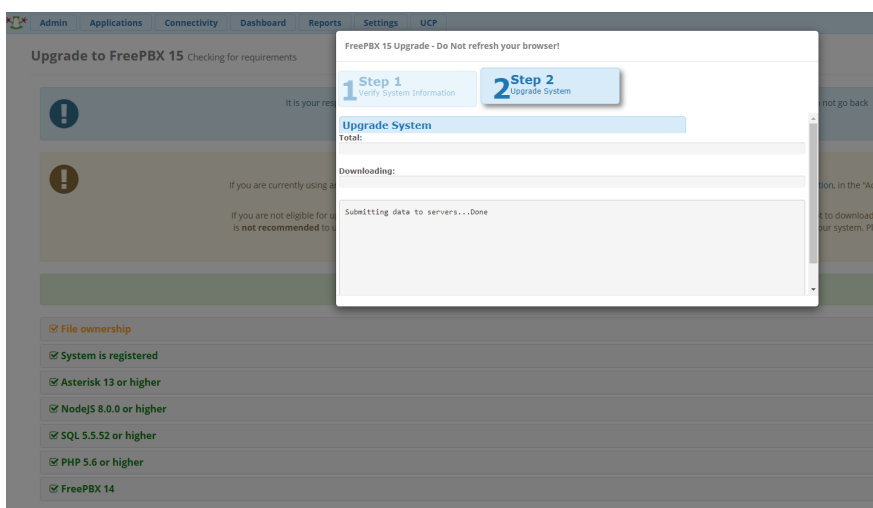 Admin Applications Connectivity Dashboard Reports Settings UCP
Upgrade to FreePBX 15 Checking for requirements
FreePBX 15 Upgrade - Do Not refresh your browser!
1 Step 1
Verify System Information
2 Step 2
Upgrade System
It is your res
not go back
Upgrade System
Total:
Downloading:
If you are currently using a
tion, in the "A
If you are not eligible for u
t to download
is not recommended to u
our system. Pl
Submitting data to servers...Done
File ownership
System is registered
Asterisk 13 or higher
NodeJS 8.0.0 or higher
SQL 5.5.52 or higher
PHP 5.6 or higher
FreePBX 14